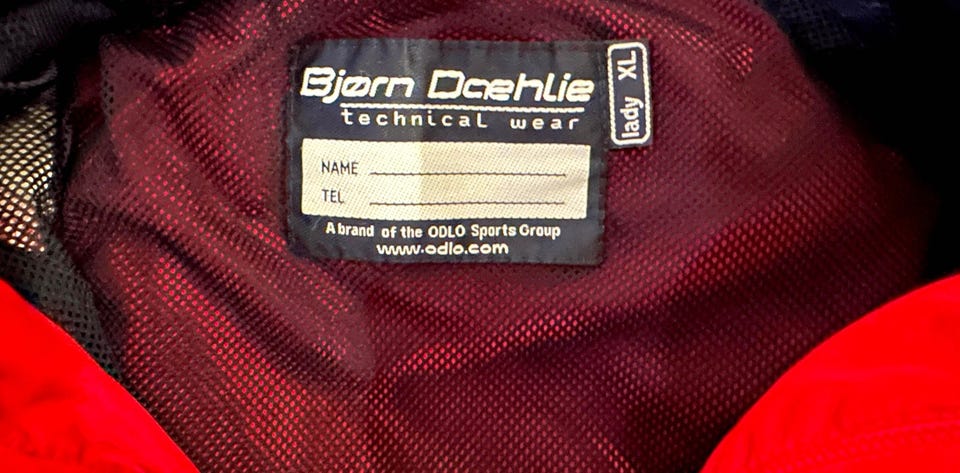 Bjørn Dæhlie
technical wear
lady XL
NAME
TEL
A brand of the ODLO Sports Group
www.odlo.com